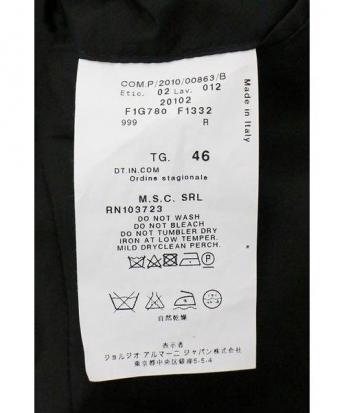 COM.P/2010/00863/B
Etic. 02 Lav. 012
20102
F1G780 F1332
999 R
Made in Italy
TG. 46
DT.IN.COM
Ordine stagionale
M.S.C. SRL
RN103723
DO NOT WASH
DO NOT BLEACH
DO NOT TUMBLER DRY
IRON AT LOW TEMPER.
MILD DRYCLEAN PERCH.
P
自然乾燥
表示者
ジョルジオ アルマーニ ジャパン株式会社
東京都中央区銀座5-5-4